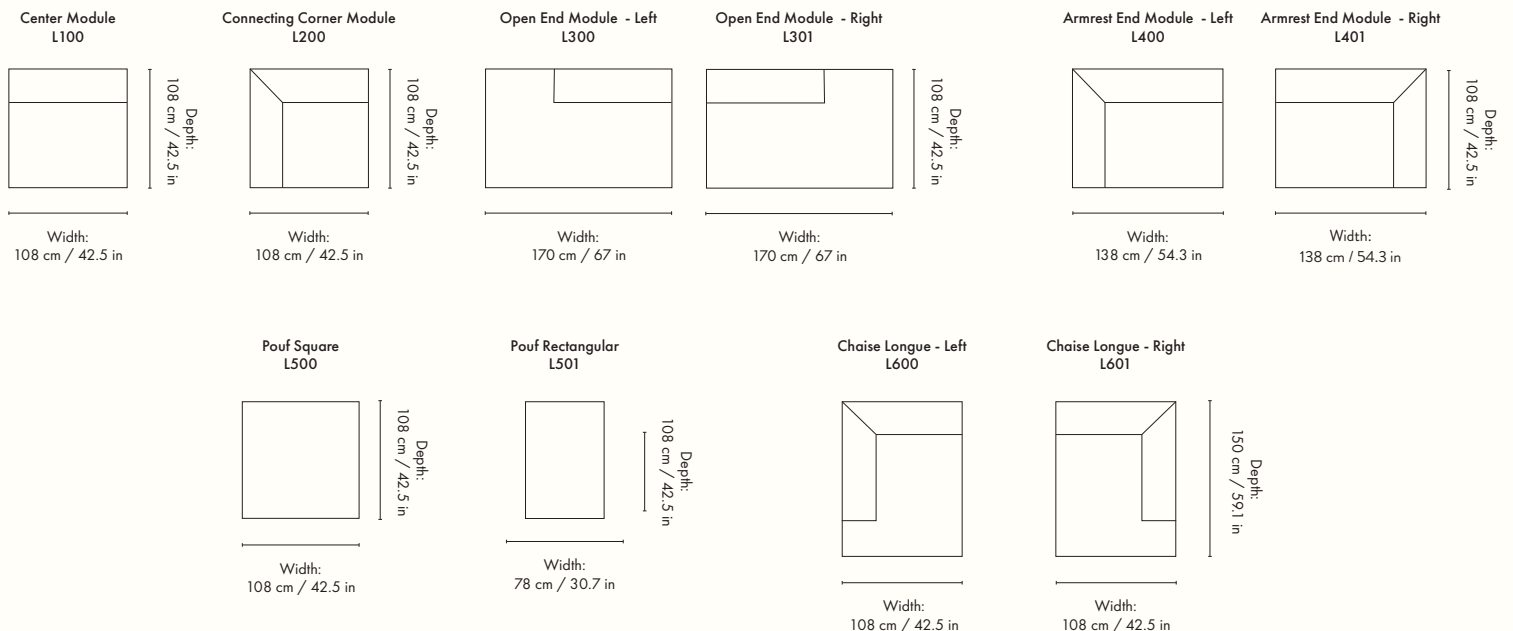 Center Module
L100
Depth:
108 cm / 42.5 in
Width:
108 cm / 42.5 in
Connecting Corner Module
L200
Depth:
108 cm / 42.5 in
Width:
108 cm / 42.5 in
Open End Module - Left
L300
Width:
170 cm / 67 in
Open End Module - Right
L301
Depth:
108 cm / 42.5 in
Width:
170 cm / 67 in
Armrest End Module - Left
L400
Width:
138 cm / 54.3 in
Armrest End Module - Right
L401
Depth:
108 cm / 42.5 in
Width:
138 cm / 54.3 in
Pouf Square
L500
Depth:
108 cm / 42.5 in
Width:
108 cm / 42.5 in
Pouf Rectangular
L501
Depth:
108 cm / 42.5 in
Width:
78 cm / 30.7 in
Chaise Longue - Left
L600
Width:
108 cm / 42.5 in
Chaise Longue - Right
L601
Depth:
150 cm / 59.1 in
Width:
108 cm / 42.5 in